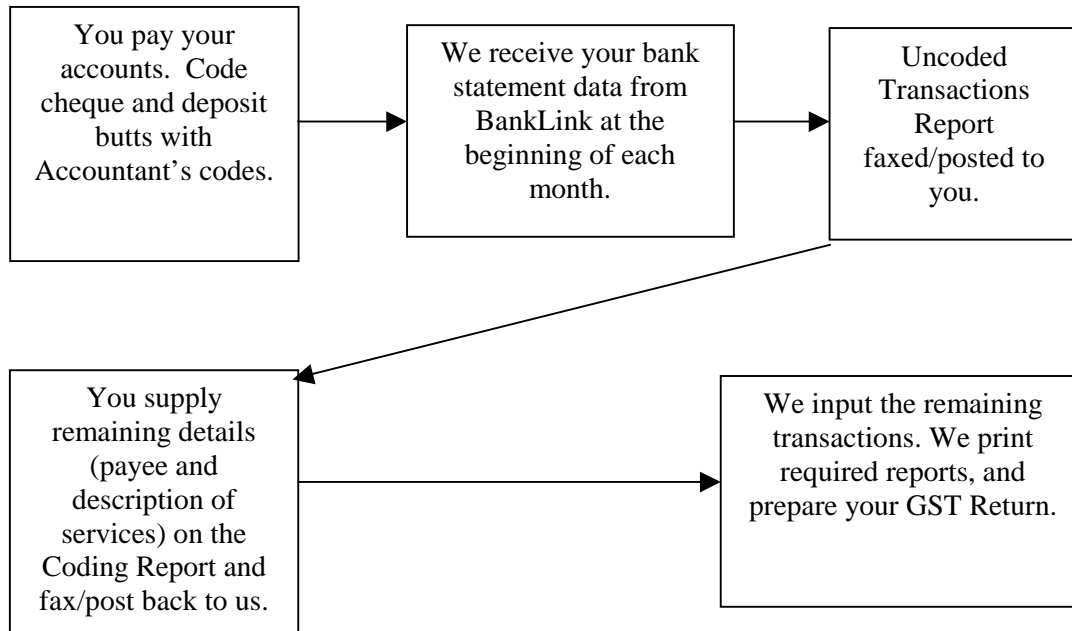 You pay your
accounts.  Code
cheque and deposit
butts with
Accountant’s codes.
We receive your bank
statement data from
BankLink at the
beginning of each
month.
Uncoded
Transactions
Report
faxed/posted to
you.
You supply
remaining details
(payee and
description of
services) on the
Coding Report and
fax/post back to us.
We input the remaining
transactions. We print
required reports, and
prepare your GST Return.